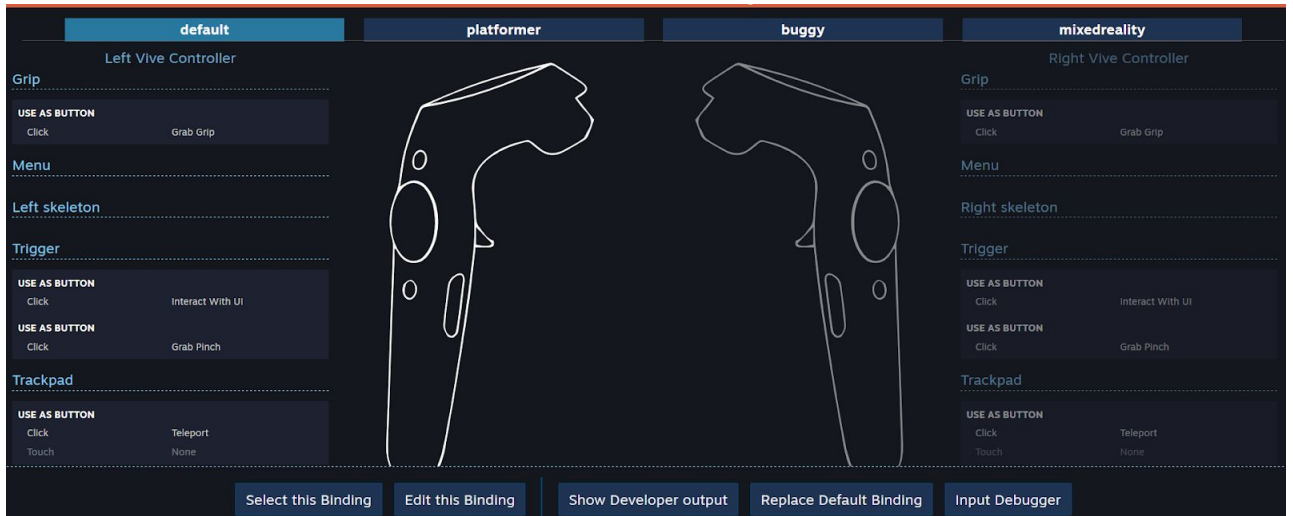 default platformer buggy mixedreality
Left Vive Controller
Grip
USE AS BUTTON
Click Grab Grip
Menu
Left skeleton
Trigger
USE AS BUTTON
Click Interact With UI
USE AS BUTTON
Click Grab Pinch
Trackpad
USE AS BUTTON
Click Teleport
Touch None
Right Vive Controller
Grip
USE AS BUTTON
Click Grab Grip
Menu
Right skeleton
Trigger
USE AS BUTTON
Click Interact With UI
USE AS BUTTON
Click Grab Pinch
Trackpad
USE AS BUTTON
Click Teleport
Touch None
Select this Binding Edit this Binding Show Developer output Replace Default Binding Input Debugger